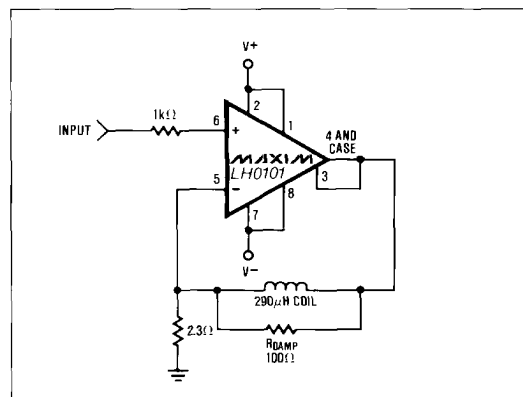 V+
2
1kΩ
6
1
4 AND
CASE
INPUT
+
MAXIM
3
LH0101
5
−
8
7
V−
290μH COIL
2.3Ω
RDAMP
100Ω